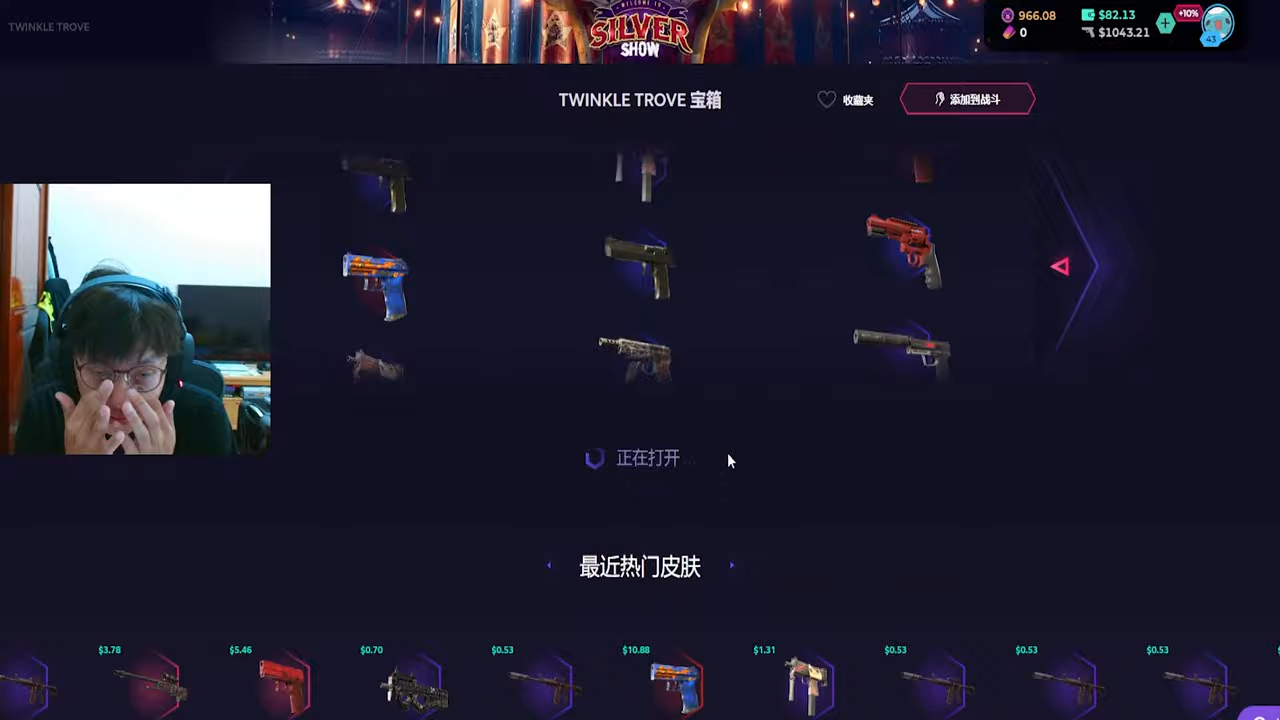 TWINKLE TROVE
WELCOME TO
SILVER
SHOW
966.08
0
$82.13
$1043.21
+10%
43
TWINKLE TROVE 宝箱
收藏夹
添加到战斗
正在打开...
最近热门皮肤
$3.78
$5.46
$0.70
$0.53
$10.88
$1.31
$0.53
$0.53
$0.53